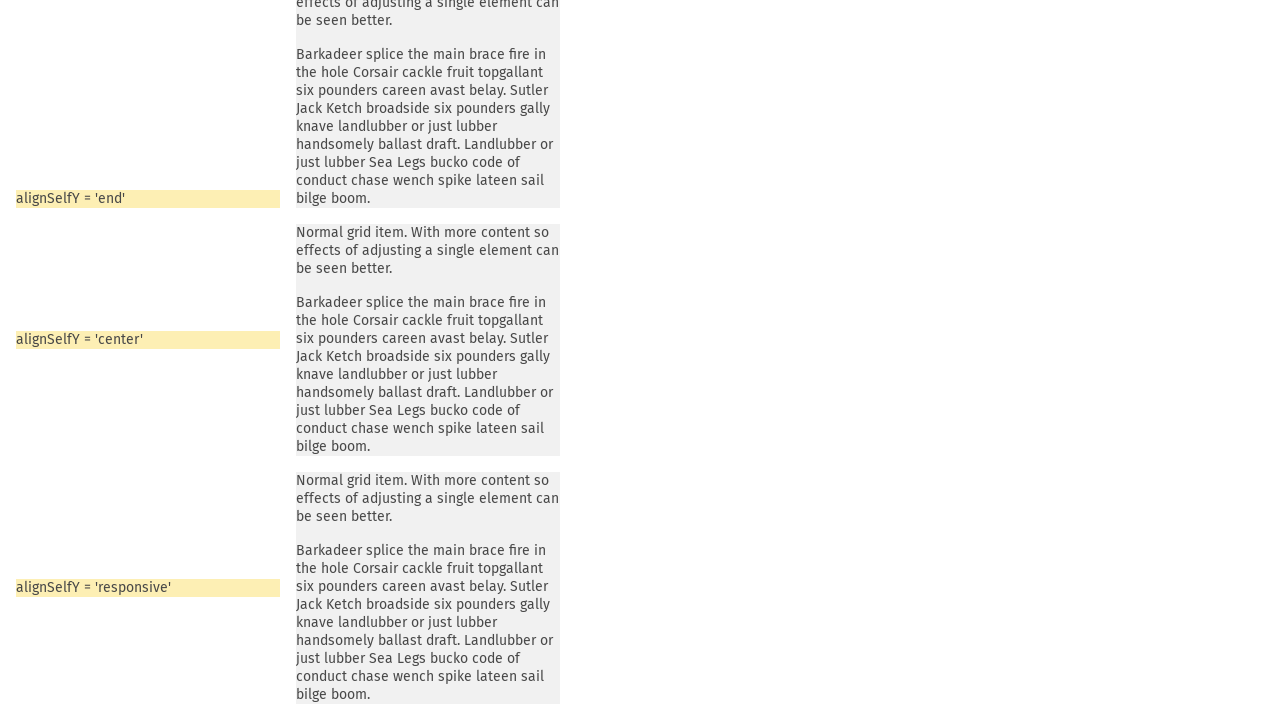 effects of adjusting a single element can
be seen better.
Barkadeer splice the main brace fire in
the hole Corsair cackle fruit topgallant
six pounders careen avast belay. Sutler
Jack Ketch broadside six pounders gally
knave landlubber or just lubber
handsomely ballast draft. Landlubber or
just lubber Sea Legs bucko code of
conduct chase wench spike lateen sail
bilge boom.
alignSelfY = 'end'
Normal grid item. With more content so
effects of adjusting a single element can
be seen better.
Barkadeer splice the main brace fire in
the hole Corsair cackle fruit topgallant
six pounders careen avast belay. Sutler
Jack Ketch broadside six pounders gally
knave landlubber or just lubber
handsomely ballast draft. Landlubber or
just lubber Sea Legs bucko code of
conduct chase wench spike lateen sail
bilge boom.
alignSelfY = 'center'
Normal grid item. With more content so
effects of adjusting a single element can
be seen better.
Barkadeer splice the main brace fire in
the hole Corsair cackle fruit topgallant
six pounders careen avast belay. Sutler
Jack Ketch broadside six pounders gally
knave landlubber or just lubber
handsomely ballast draft. Landlubber or
just lubber Sea Legs bucko code of
conduct chase wench spike lateen sail
bilge boom.
alignSelfY = 'responsive'